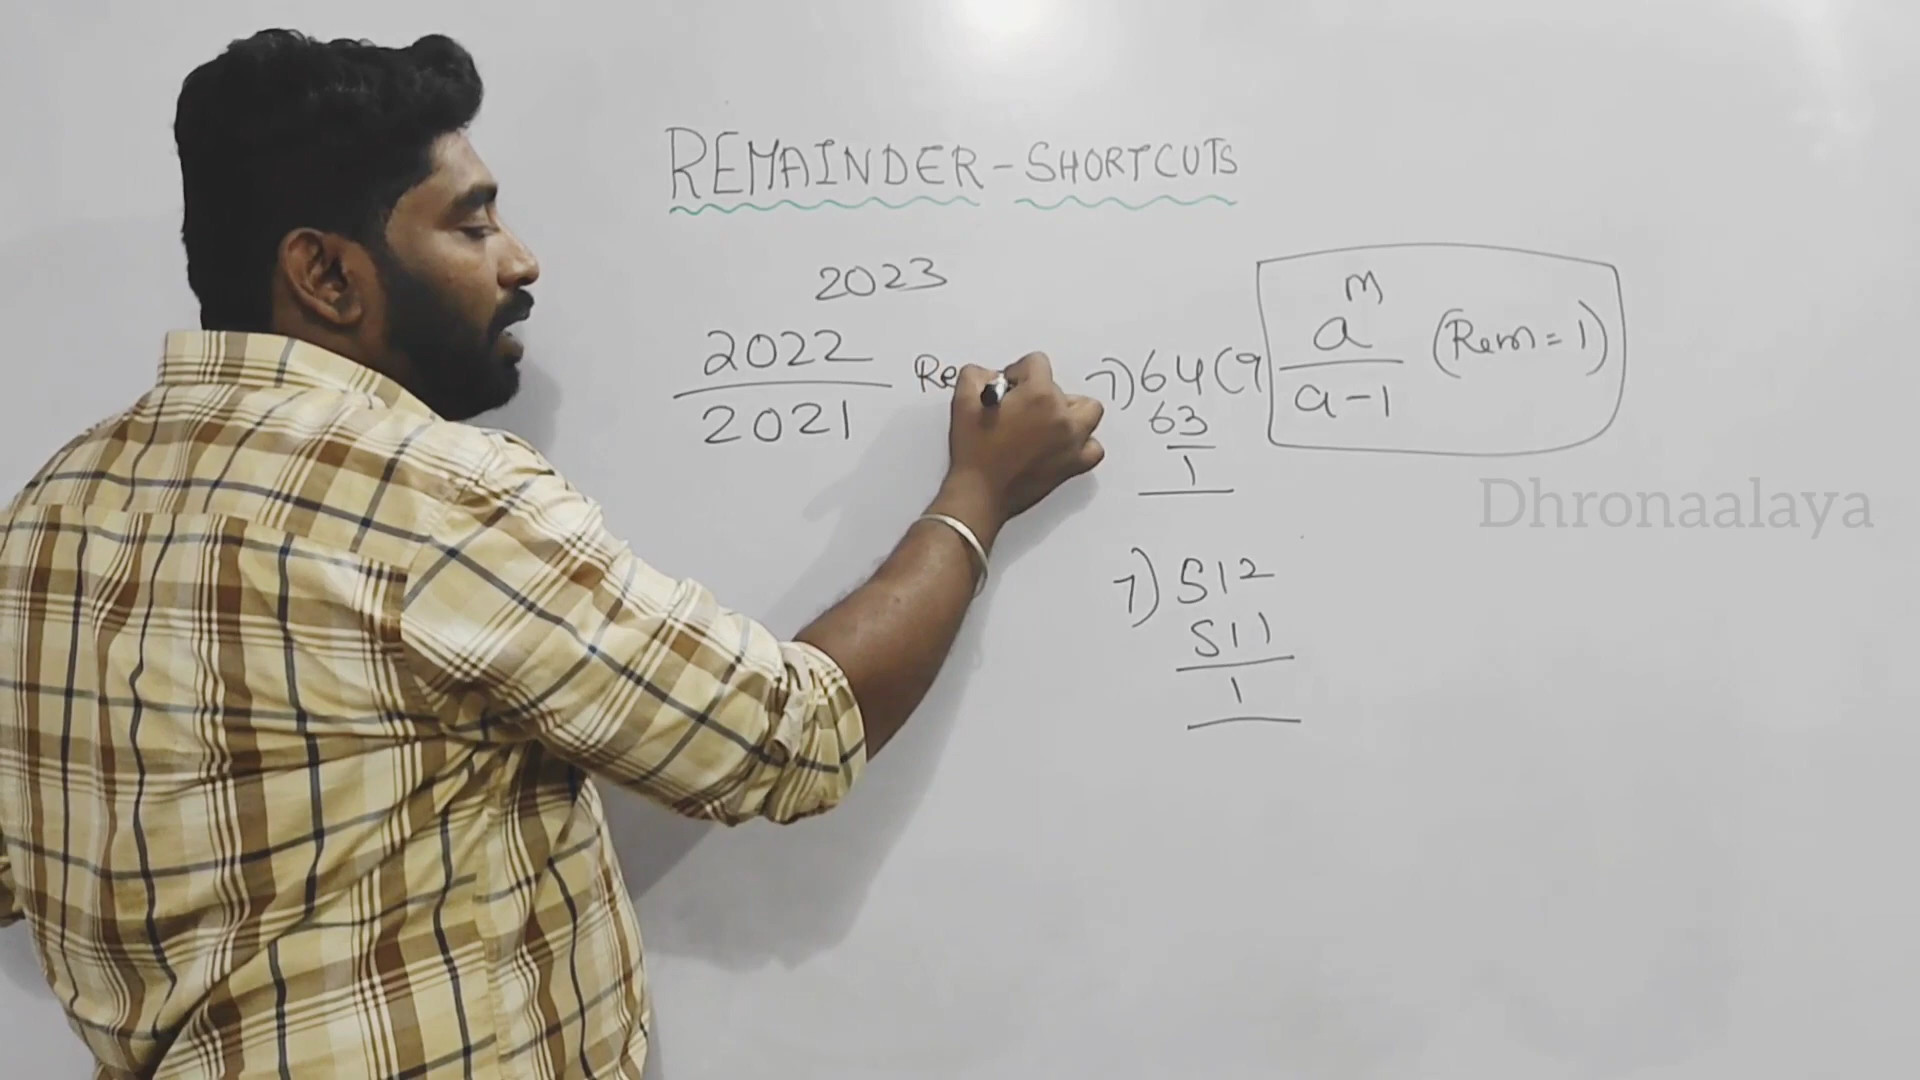 REMAINDER - SHORTCUTS
2023
2022
2021
7) 64 (9
63
1
m
a
a-1
(Rem = 1)
Dhronaalaya
7) 512
511
1